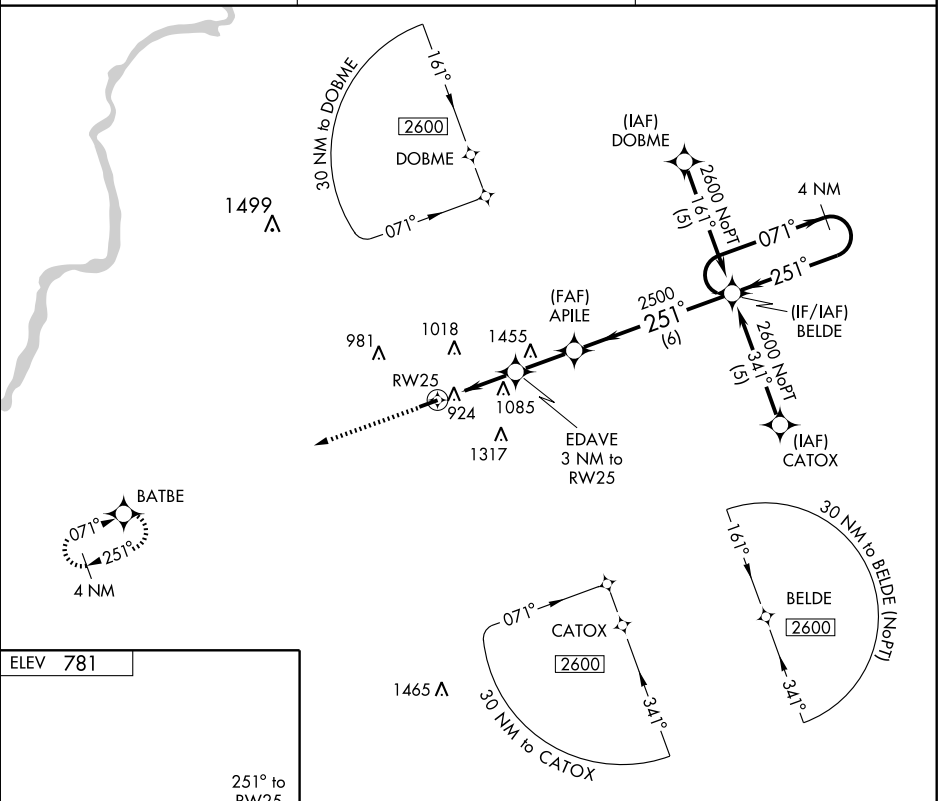 30 NM to DOBME
161°
2600
DOBME
071°
1499
(IAF)
DOBME
2600 NoPT
161°
(5)
4 NM
071°
251°
(IF/IAF)
BELDE
2500
251°
(6)
(FAF)
APILE
2600 NoPT
341°
(5)
(IAF)
CATOX
981
1018
1455
RW25
924
1085
1317
EDAVE
3 NM to
RW25
BATBE
071°
251°
4 NM
30 NM to BELDE (NoPT)
161°
BELDE
2600
341°
071°
CATOX
2600
341°
30 NM to CATOX
1465
ELEV 781
251° to
RW25